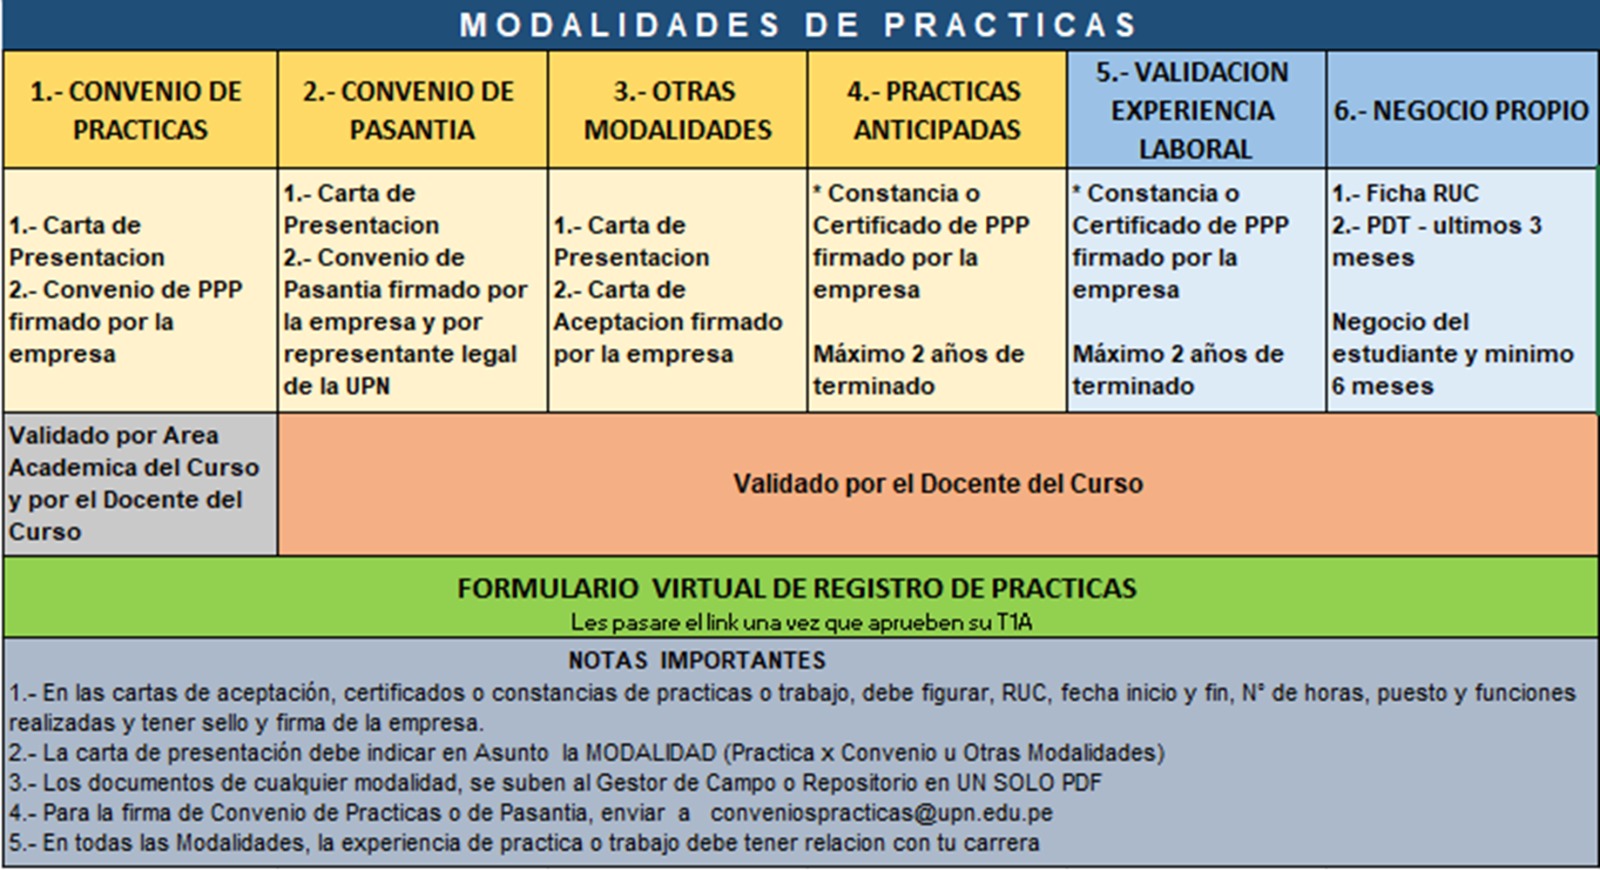 MODALIDADES DE PRACTICAS
1.- CONVENIO DE
PRACTICAS
2.- CONVENIO DE
PASANTIA
3.- OTRAS
MODALIDADES
4.- PRACTICAS
ANTICIPADAS
5.- VALIDACION
EXPERIENCIA
LABORAL
6.- NEGOCIO PROPIO
1.- Carta de
Presentacion
2.- Convenio de PPP
firmado por la
empresa
1.- Carta de
Presentacion
2.- Convenio de
Pasantia firmado por
la empresa y por
representante legal
de la UPN
1.- Carta de
Presentacion
2.- Carta de
Aceptacion firmado
por la empresa
* Constancia o
Certificado de PPP
firmado por la
empresa
Máximo 2 años de
terminado
* Constancia o
Certificado de PPP
firmado por la
empresa
Máximo 2 años de
terminado
1.- Ficha RUC
2.- PDT - ultimos 3
meses
Negocio del
estudiante y minimo
6 meses
Validado por Area
Academica del Curso
y por el Docente del
Curso
Validado por el Docente del Curso
FORMULARIO VIRTUAL DE REGISTRO DE PRACTICAS
Les pasare el link una vez que aprueben su T1A
NOTAS IMPORTANTES
1.- En las cartas de aceptación, certificados o constancias de practicas o trabajo, debe figurar, RUC, fecha inicio y fin, N° de horas, puesto y funciones
realizadas y tener sello y firma de la empresa.
2.- La carta de presentación debe indicar en Asunto la MODALIDAD (Practica x Convenio u Otras Modalidades)
3.- Los documentos de cualquier modalidad, se suben al Gestor de Campo o Repositorio en UN SOLO PDF
4.- Para la firma de Convenio de Practicas o de Pasantia, enviar a conveniospracticas@upn.edu.pe
5.- En todas las Modalidades, la experiencia de practica o trabajo debe tener relacion con tu carrera